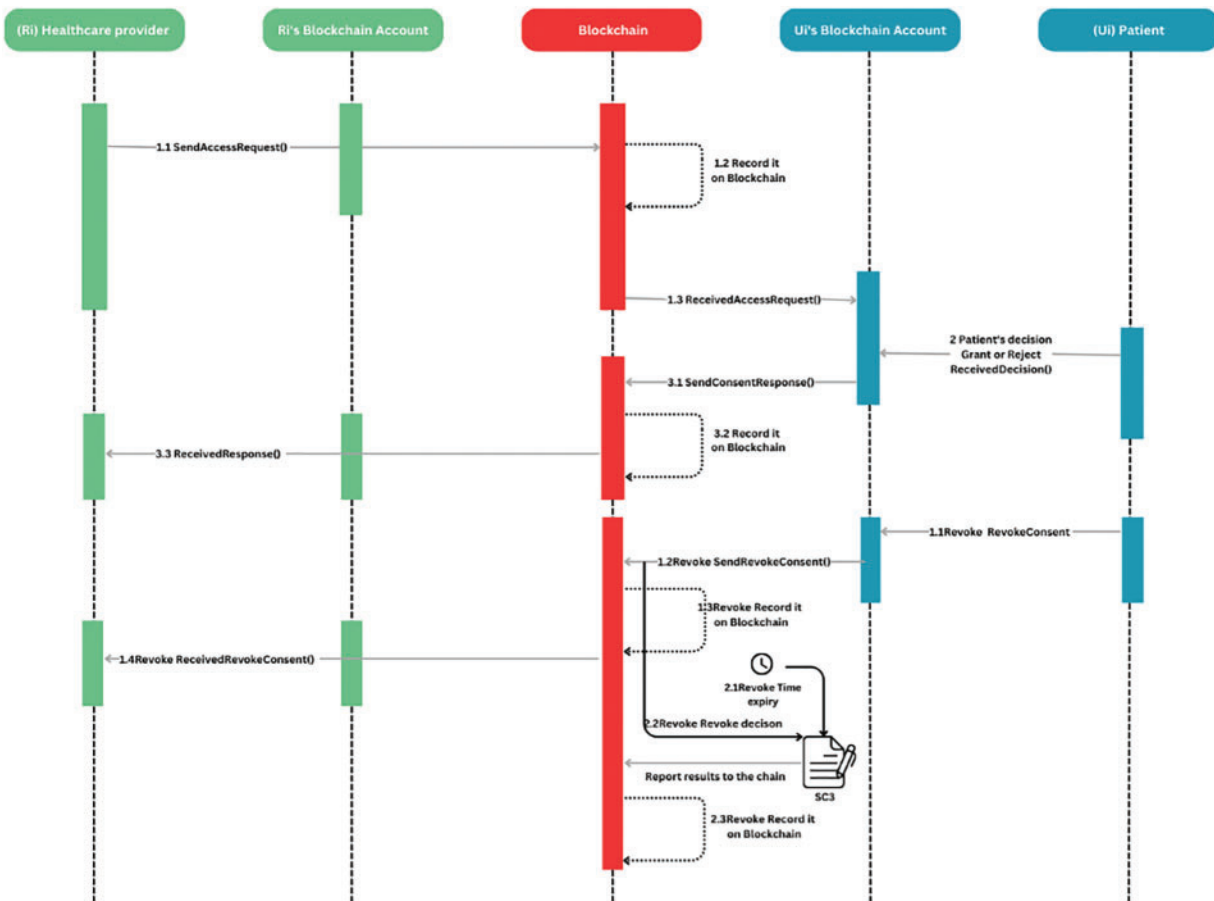 (Ri) Healthcare provider
Ri's Blockchain Account
Blockchain
Ui's Blockchain Account
(Ui) Patient
1.1 SendAccessRequest()
1.2 Record it
on Blockchain
1.3 ReceivedAccessRequest()
2 Patient's decision
Grant or Reject
ReceivedDecision()
3.1 SendConsentResponse()
3.2 Record it
on Blockchain
3.3 ReceivedResponse()
1.1Revoke RevokeConsent
1.2Revoke SendRevokeConsent()
1.3Revoke Record it
on Blockchain
1.4Revoke ReceivedRevokeConsent()
2.1Revoke Time
expiry
2.2Revoke Revoke decison
Report results to the chain
SC3
2.3Revoke Record it
on Blockchain